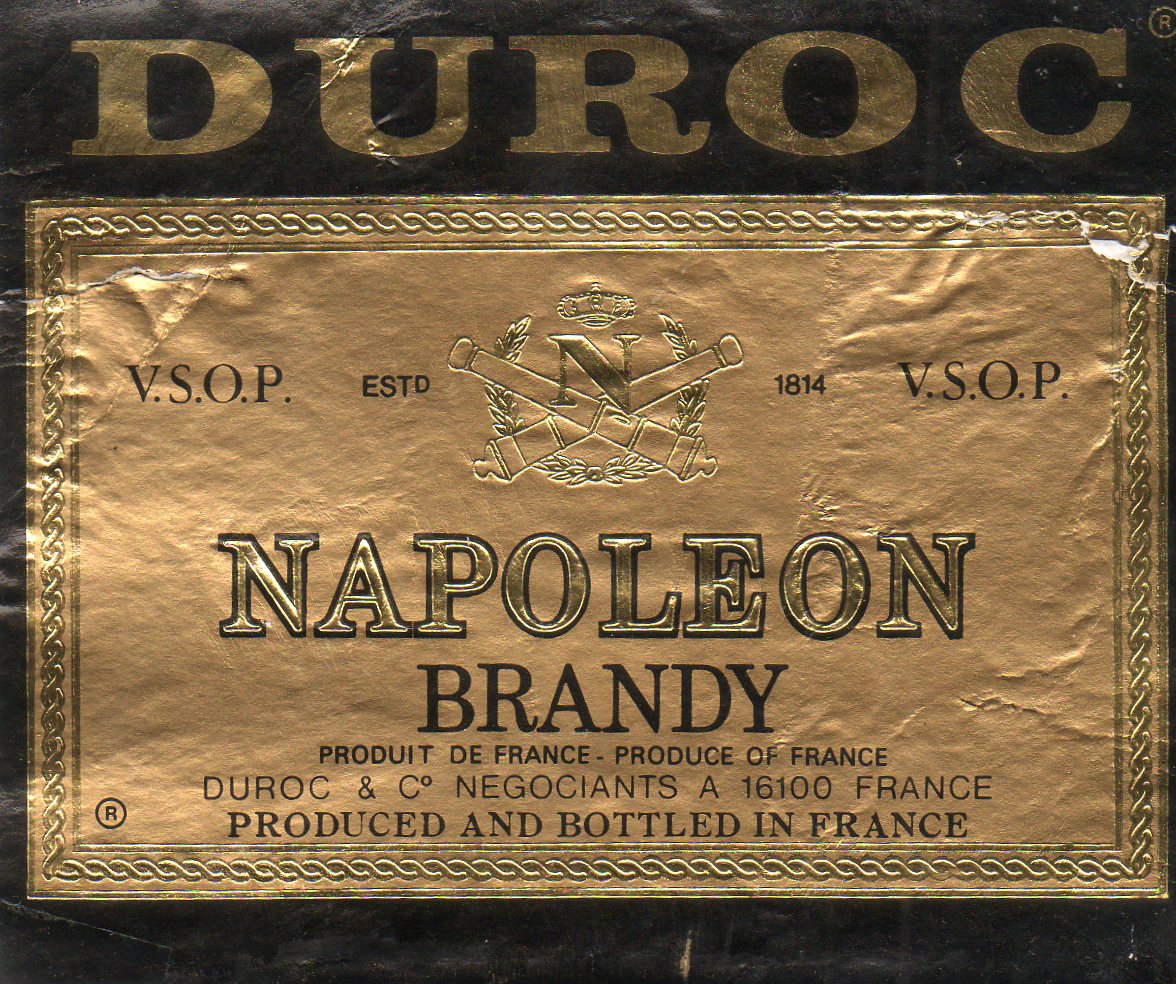 DUROC ®
V.S.O.P. ESTD N 1814 V.S.O.P.
NAPOLEON
BRANDY
PRODUIT DE FRANCE - PRODUCE OF FRANCE
DUROC & Cº NEGOCIANTS A 16100 FRANCE
® PRODUCED AND BOTTLED IN FRANCE